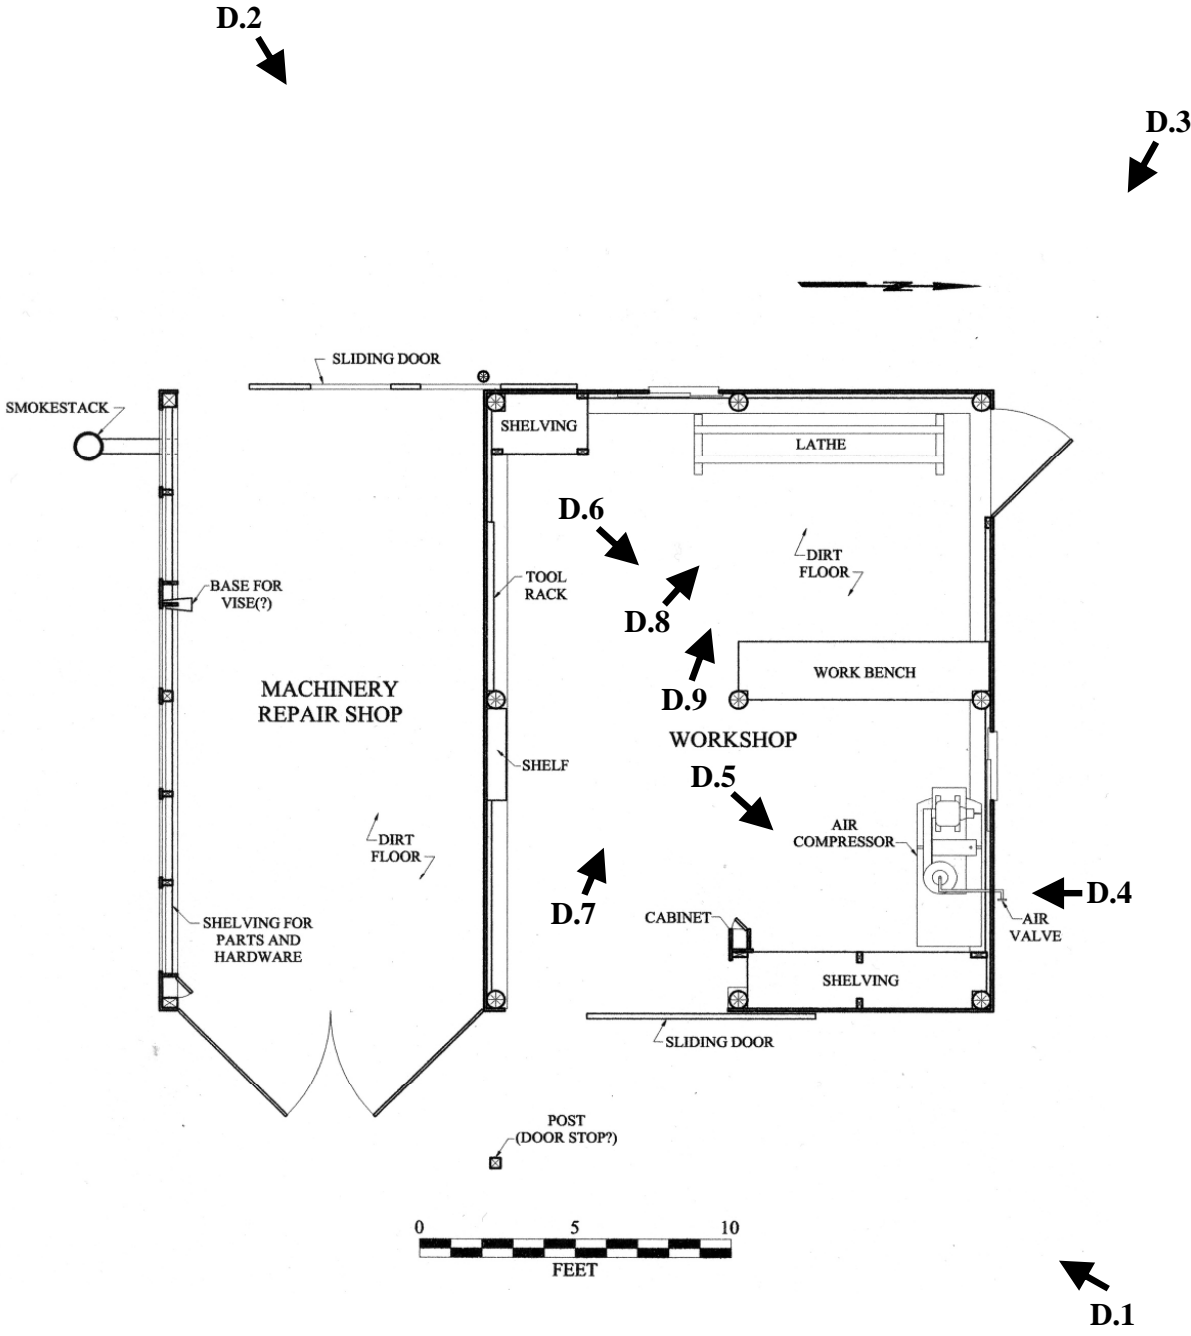 D.2
D.3
N
SLIDING DOOR
SMOKESTACK
SHELVING
LATHE
D.6
DIRT
FLOOR
BASE FOR
VISE(?)
TOOL
RACK
D.8
WORK BENCH
MACHINERY
REPAIR SHOP
D.9
WORKSHOP
SHELF
D.5
AIR
COMPRESSOR
DIRT
FLOOR
D.4
D.7
CABINET
AIR
VALVE
SHELVING FOR
PARTS AND
HARDWARE
SHELVING
SLIDING DOOR
POST
(DOOR STOP?)
0 5 10
FEET
D.1